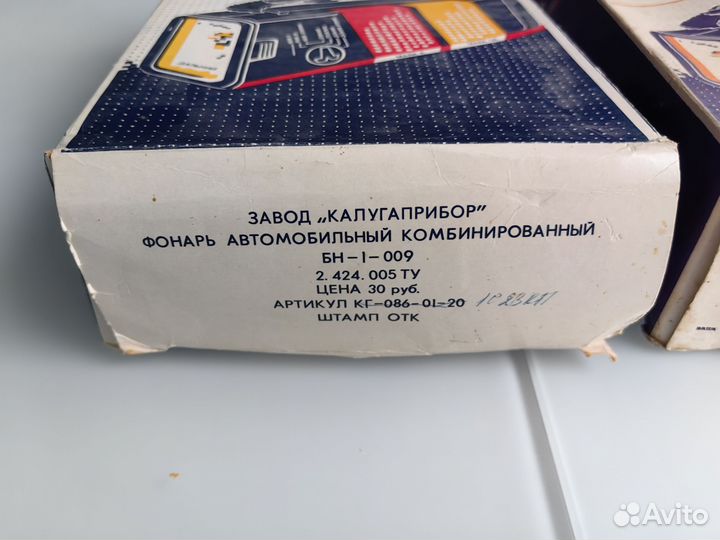 ЗАВОД „КАЛУГАПРИБОР"
ФОНАРЬ АВТОМОБИЛЬНЫЙ КОМБИНИРОВАННЫЙ
БН-1-009
2. 424. 005 ТУ
ЦЕНА 30 руб.
АРТИКУЛ КГ-086-01-20
ШТАМП ОТК
Avito